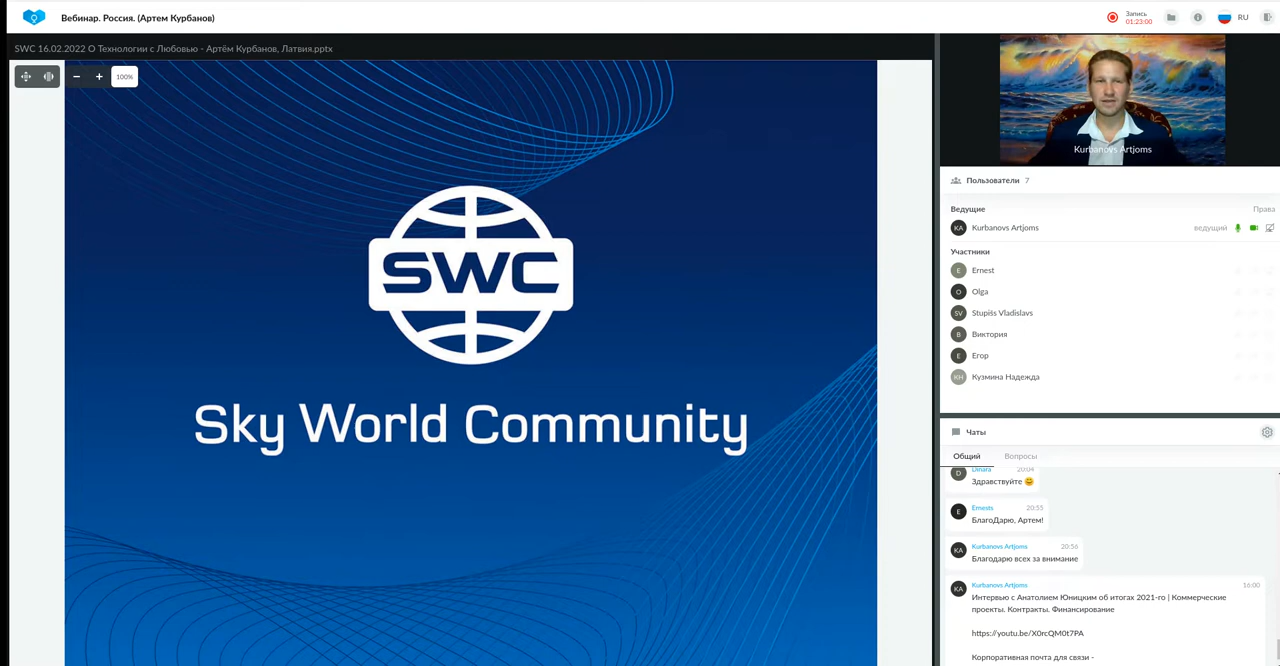 Вебинар. Россия. (Артем Курбанов)
Запись
01:23:00
RU
SWC 16.02.2022 О Технологии с Любовью - Артём Курбанов, Латвия.pptx
100%
SWC
Sky World Community
Kurbanovs Artjoms
Пользователи 7
Ведущие Права
KA Kurbanovs Artjoms ведущий
Участники
E Ernest
O Olga
SV Stupišs Vladislavs
В Виктория
Е Егор
КН Кузмина Надежда
Чаты
Общий Вопросы
D Dinara 20:04
Здравствуйте
E Ernests 20:55
БлагоДарю, Артем!
KA Kurbanovs Artjoms 20:56
Благодарю всех за внимание
KA Kurbanovs Artjoms 16:00
Интервью с Анатолием Юницким об итогах 2021-го | Коммерческие
проекты. Контракты. Финансирование
https://youtu.be/X0rcQM0t7PA
Корпоративная почта для связи -